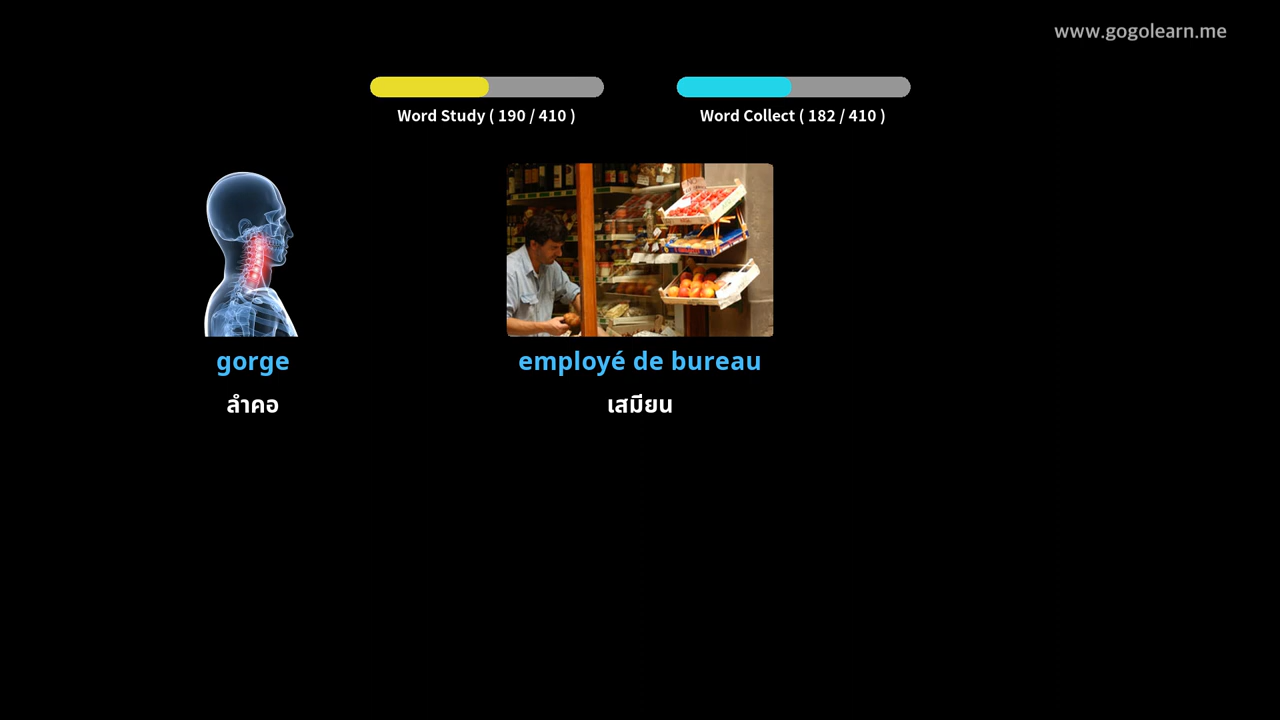 www.gogolearn.me
Word Study ( 190 / 410 )
Word Collect ( 182 / 410 )
gorge
ลำคอ
employé de bureau
เสมียน